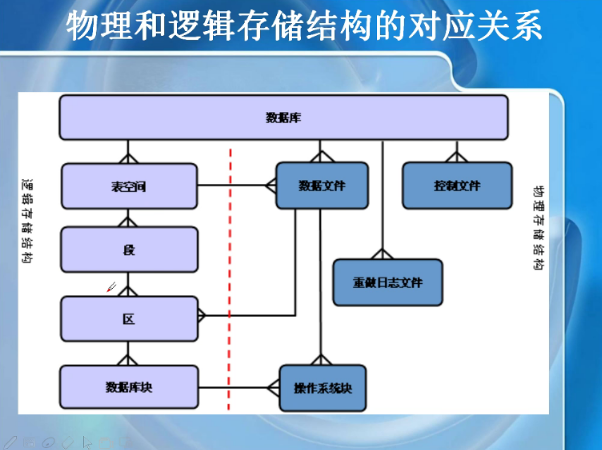 物理和逻辑存储结构的对应关系
数据库
逻辑存储结构
表空间
数据文件
控制文件
物理存储结构
段
重做日志文件
区
数据库块
操作系统块